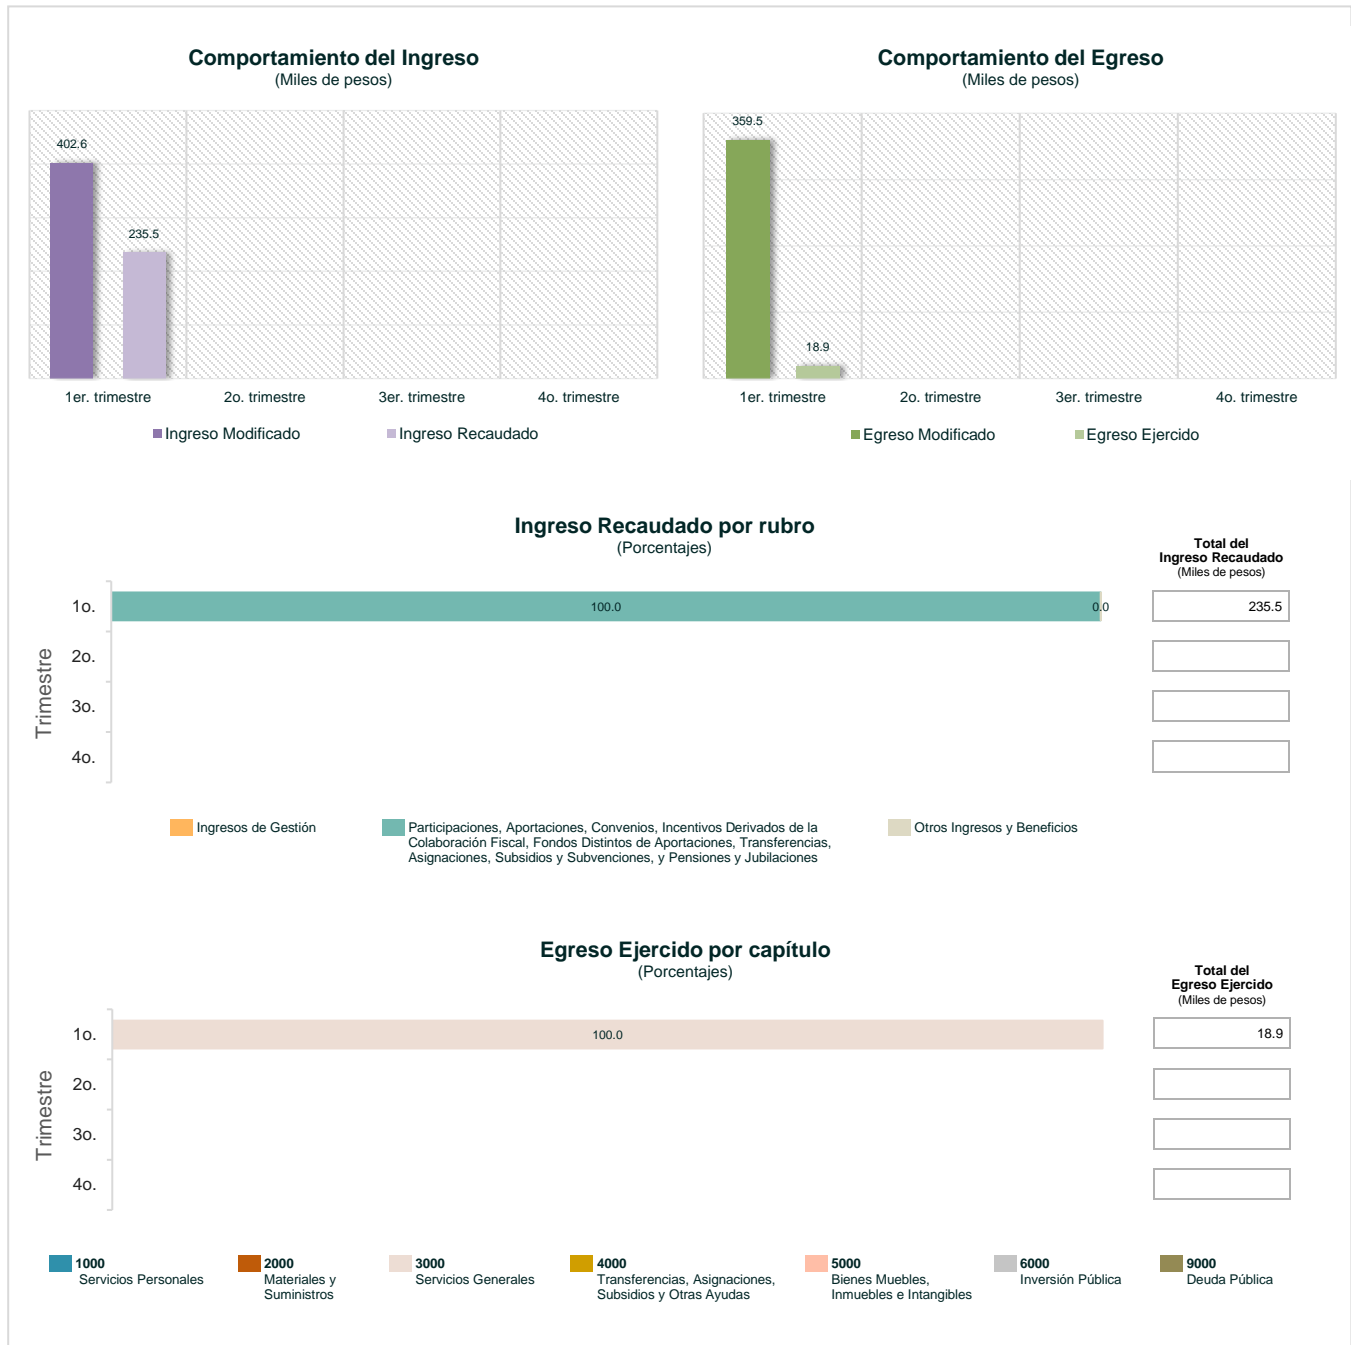 Comportamiento del Ingreso
(Miles de pesos)
402.6
235.5
1er. trimestre
2o. trimestre
3er. trimestre
4o. trimestre
Ingreso Modificado
Ingreso Recaudado
Comportamiento del Egreso
(Miles de pesos)
359.5
18.9
1er. trimestre
2o. trimestre
3er. trimestre
4o. trimestre
Egreso Modificado
Egreso Ejercido
Ingreso Recaudado por rubro
(Porcentajes)
Total del
Ingreso Recaudado
(Miles de pesos)
Trimestre
1o.
100.0
0.0
235.5
2o.
3o.
4o.
Ingresos de Gestión
Participaciones, Aportaciones, Convenios, Incentivos Derivados de la
Colaboración Fiscal, Fondos Distintos de Aportaciones, Transferencias,
Asignaciones, Subsidios y Subvenciones, y Pensiones y Jubilaciones
Otros Ingresos y Beneficios
Egreso Ejercido por capítulo
(Porcentajes)
Total del
Egreso Ejercido
(Miles de pesos)
Trimestre
1o.
100.0
18.9
2o.
3o.
4o.
1000
Servicios Personales
2000
Materiales y
Suministros
3000
Servicios Generales
4000
Transferencias, Asignaciones,
Subsidios y Otras Ayudas
5000
Bienes Muebles,
Inmuebles e Intangibles
6000
Inversión Pública
9000
Deuda Pública